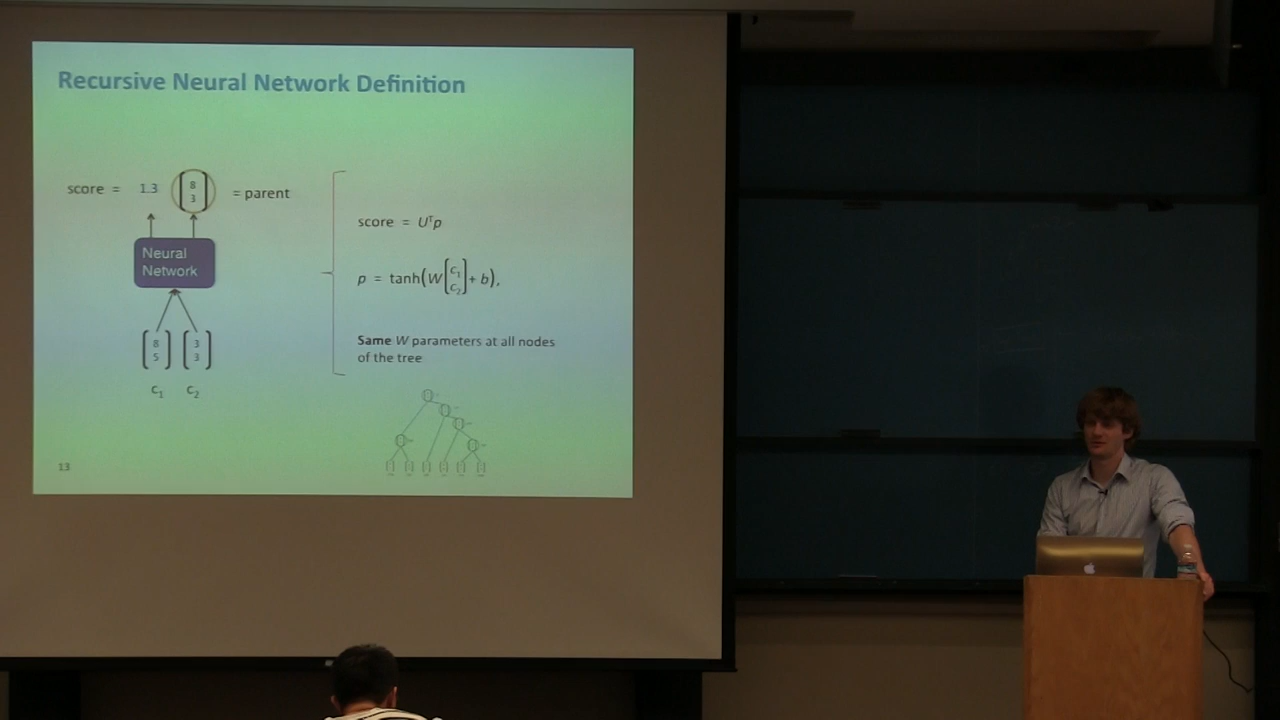 Recursive Neural Network Definition
score = 1.3 [8 3] = parent
Neural
Network
[8 5] [3 3]
c₁ c₂
score = Uᵀp
p = tanh(W[c₁ c₂] + b),
Same W parameters at all nodes
of the tree
13